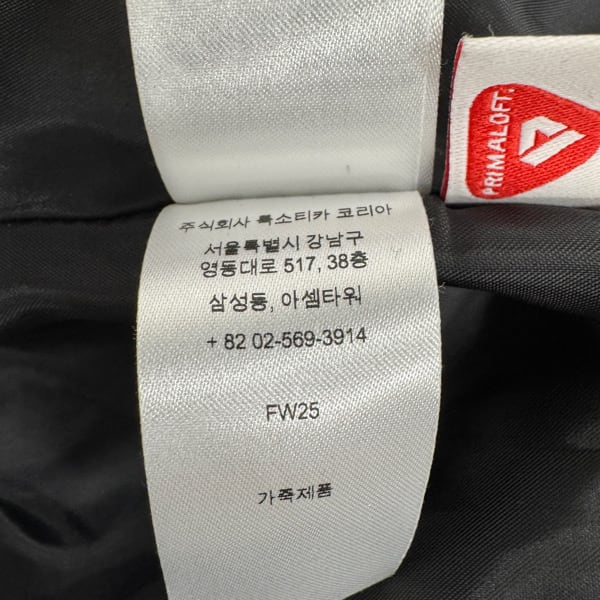 PRIMALOFT®
주식회사 룩소티카 코리아
서울특별시 강남구
영동대로 517, 38층
삼성동, 아셈타워
+ 82 02-569-3914
FW25
가죽제품